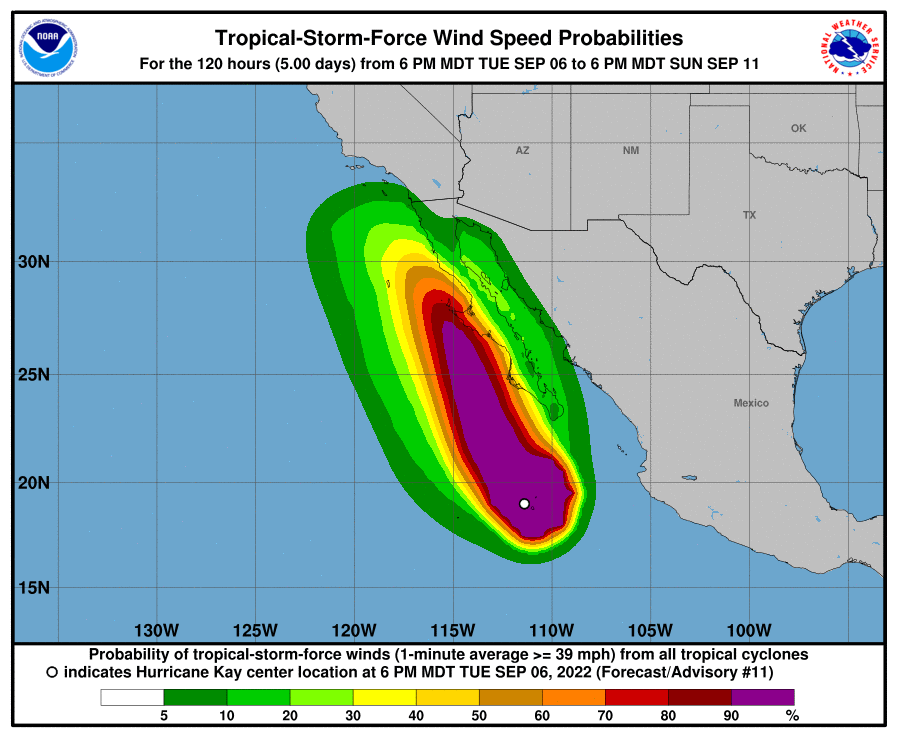 Tropical-Storm-Force Wind Speed Probabilities
For the 120 hours (5.00 days) from 6 PM MDT TUE SEP 06 to 6 PM MDT SUN SEP 11
NOAA
NATIONAL WEATHER SERVICE
OK
AZ
NM
TX
30N
25N
Mexico
20N
15N
130W 125W 120W 115W 110W 105W 100W
Probability of tropical-storm-force winds (1-minute average >= 39 mph) from all tropical cyclones
indicates Hurricane Kay center location at 6 PM MDT TUE SEP 06, 2022 (Forecast/Advisory #11)
5 10 20 30 40 50 60 70 80 90 %